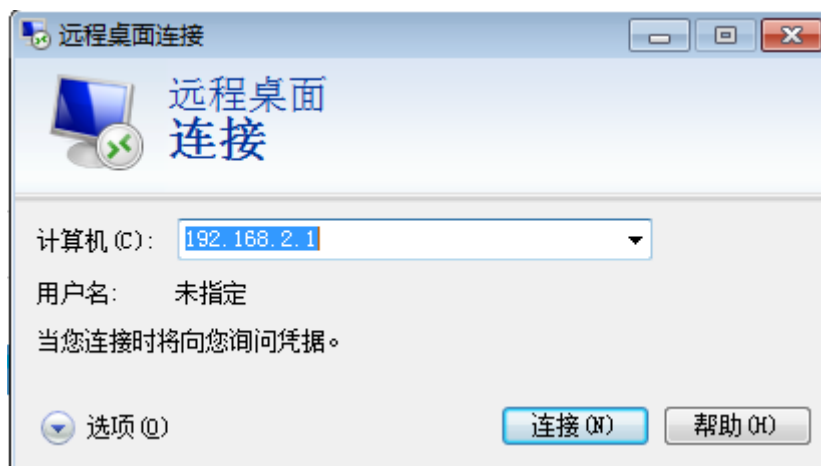 远程桌面连接
远程桌面
连接
计算机(C): 192.168.2.1
用户名: 未指定
当您连接时将向您询问凭据。
选项(O) 连接(N) 帮助(H)